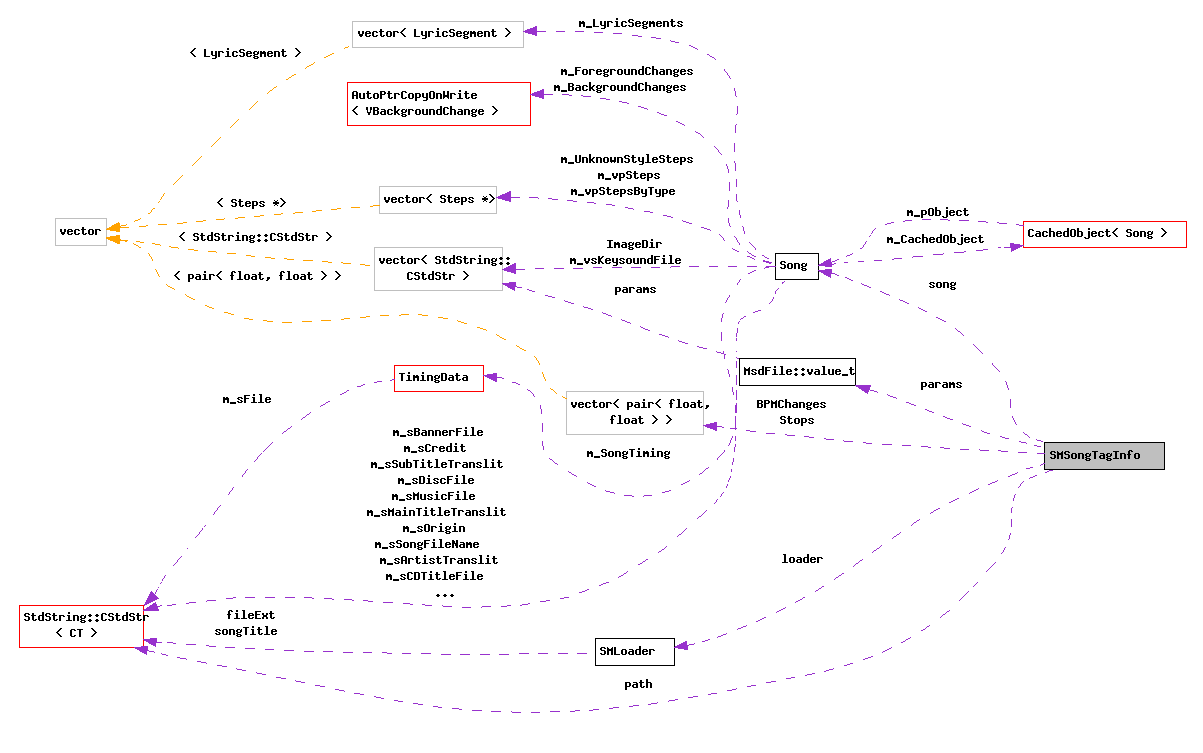 m_LyricSegments
vector< LyricSegment >
< LyricSegment >
m_ForegroundChanges
m_BackgroundChanges
AutoPtrCopyOnWrite
< VBackgroundChange >
m_UnknownStyleSteps
m_vpSteps
m_vpStepsByType
vector< Steps *>
< Steps *>
vector
< StdString::CStdStr >
< pair< float, float > >
vector< StdString::
CStdStr >
ImageDir
m_vsKeysoundFile
params
Song
m_pObject
m_CachedObject
CachedObject< Song >
song
TimingData
m_sFile
MsdFile::value_t
params
vector< pair< float,
float > >
BPMChanges
Stops
m_SongTiming
SMSongTagInfo
m_sBannerFile
m_sCredit
m_sSubTitleTranslit
m_sDiscFile
m_sMusicFile
m_sMainTitleTranslit
m_sOrigin
m_sSongFileName
m_sArtistTranslit
m_sCDTitleFile
...
loader
StdString::CStdStr
< CT >
fileExt
songTitle
SMLoader
path